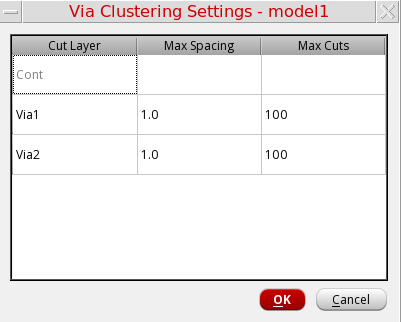 Via Clustering Settings - model1
Cut Layer Max Spacing Max Cuts
Cont
Via1 1.0 100
Via2 1.0 100
OK Cancel